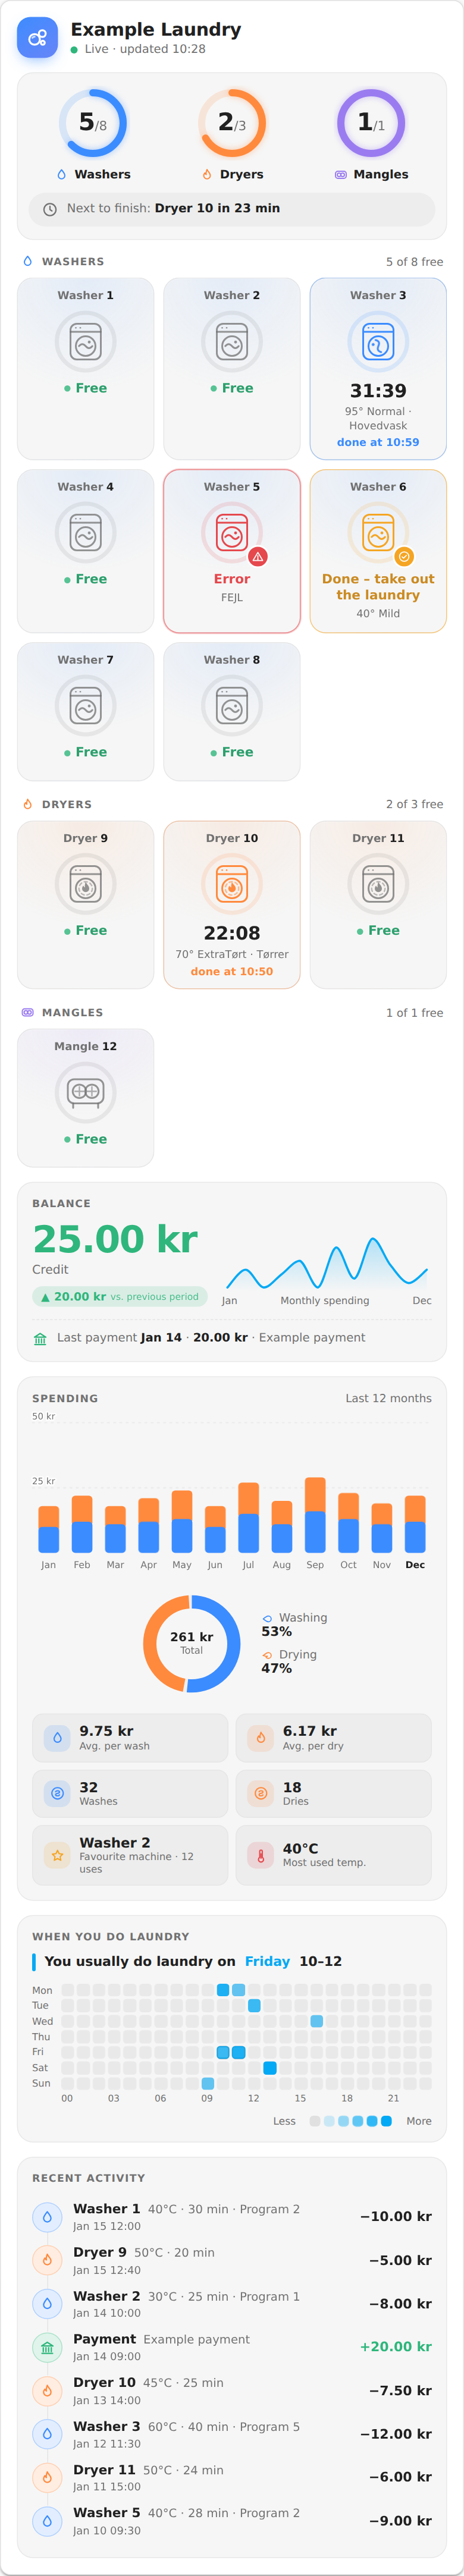 Example Laundry
Live · updated 10:28
5/8
2/3
1/1
Washers
Dryers
Mangles
Next to finish: Dryer 10 in 23 min
WASHERS
5 of 8 free
Washer 1
Free
Washer 2
Free
Washer 3
31:39
95° Normal ·
Hovedvask
done at 10:59
Washer 4
Free
Washer 5
Error
FEJL
Washer 6
Done – take out
the laundry
40° Mild
Washer 7
Free
Washer 8
Free
DRYERS
2 of 3 free
Dryer 9
Free
Dryer 10
22:08
70° ExtraTørt · Tørrer
done at 10:50
Dryer 11
Free
MANGLES
1 of 1 free
Mangle 12
Free
BALANCE
25.00 kr
Credit
▲ 20.00 kr vs. previous period
Jan
Monthly spending
Dec
Last payment Jan 14 · 20.00 kr · Example payment
SPENDING
Last 12 months
50 kr
25 kr
Jan Feb Mar Apr May Jun Jul Aug Sep Oct Nov Dec
261 kr
Total
Washing
53%
Drying
47%
9.75 kr
Avg. per wash
6.17 kr
Avg. per dry
32
Washes
18
Dries
Washer 2
Favourite machine · 12
uses
40°C
Most used temp.
WHEN YOU DO LAUNDRY
You usually do laundry on Friday 10–12
Mon
Tue
Wed
Thu
Fri
Sat
Sun
00 03 06 09 12 15 18 21
Less
More
RECENT ACTIVITY
Washer 1 40°C · 30 min · Program 2
Jan 15 12:00
−10.00 kr
Dryer 9 50°C · 20 min
Jan 15 12:40
−5.00 kr
Washer 2 30°C · 25 min · Program 1
Jan 14 10:00
−8.00 kr
Payment Example payment
Jan 14 09:00
+20.00 kr
Dryer 10 45°C · 25 min
Jan 13 14:00
−7.50 kr
Washer 3 60°C · 40 min · Program 5
Jan 12 11:30
−12.00 kr
Dryer 11 50°C · 24 min
Jan 11 15:00
−6.00 kr
Washer 5 40°C · 28 min · Program 2
Jan 10 09:30
−9.00 kr